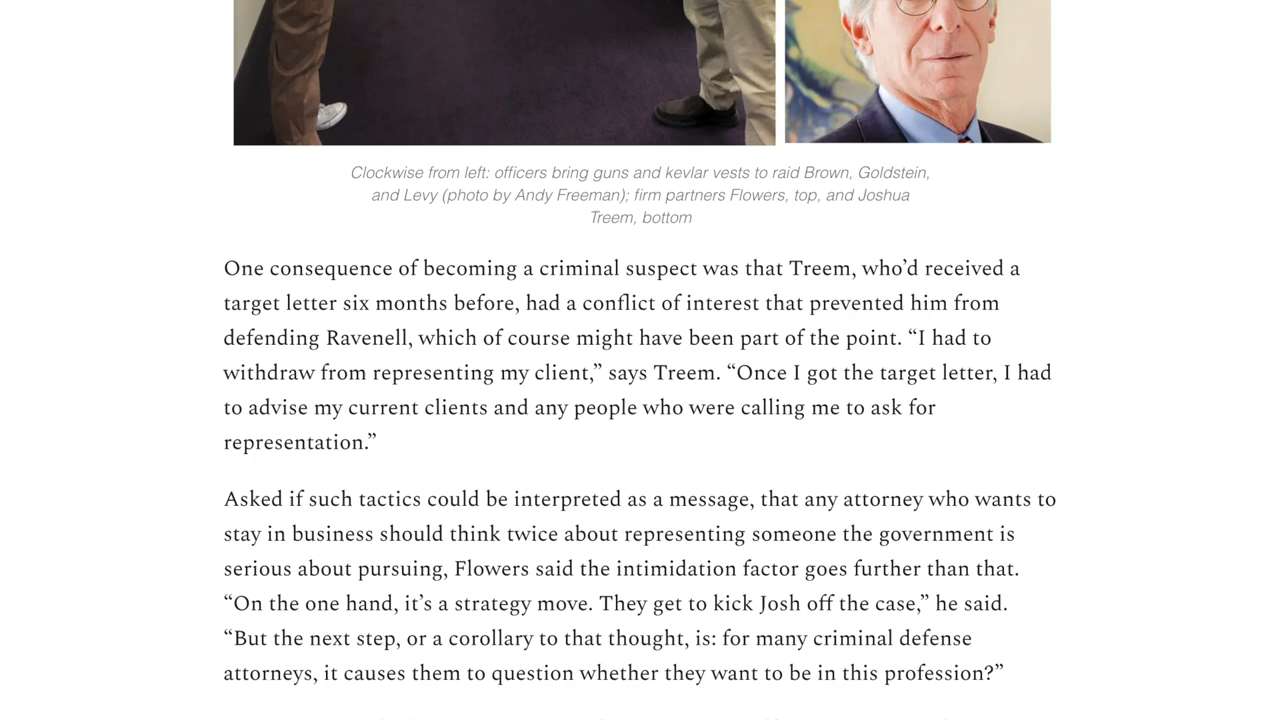 Clockwise from left: officers bring guns and kevlar vests to raid Brown, Goldstein,
and Levy (photo by Andy Freeman); firm partners Flowers, top, and Joshua
Treem, bottom
One consequence of becoming a criminal suspect was that Treem, who’d received a
target letter six months before, had a conflict of interest that prevented him from
defending Ravenell, which of course might have been part of the point. “I had to
withdraw from representing my client,” says Treem. “Once I got the target letter, I had
to advise my current clients and any people who were calling me to ask for
representation.”
Asked if such tactics could be interpreted as a message, that any attorney who wants to
stay in business should think twice about representing someone the government is
serious about pursuing, Flowers said the intimidation factor goes further than that.
“On the one hand, it’s a strategy move. They get to kick Josh off the case,” he said.
“But the next step, or a corollary to that thought, is: for many criminal defense
attorneys, it causes them to question whether they want to be in this profession?”